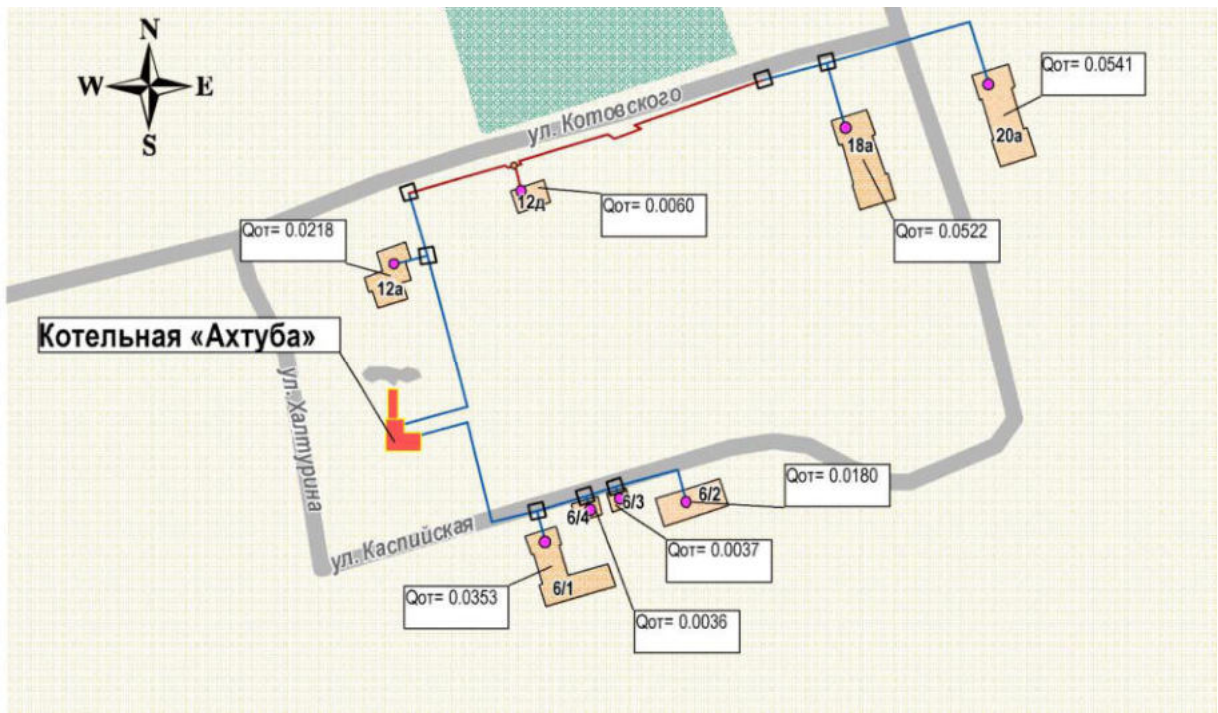 N
W E
S
ул. Котовского
Qот= 0.0541
20а
18а
12д
Qот= 0.0060
Qот= 0.0522
Qот= 0.0218
12а
Котельная «Ахтуба»
ул. Халтурина
ул. Каспийская
6/4
6/3
6/2
Qот= 0.0180
Qот= 0.0037
6/1
Qот= 0.0353
Qот= 0.0036